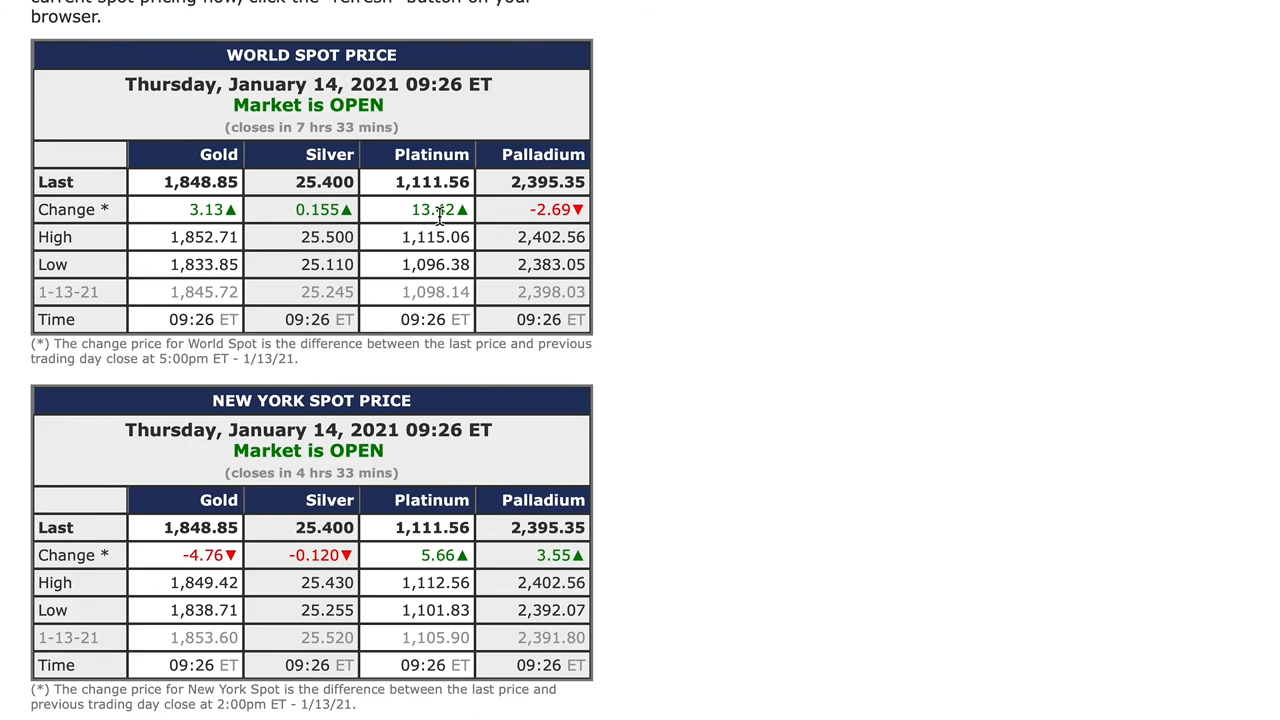 browser.
WORLD SPOT PRICE
Thursday, January 14, 2021 09:26 ET
Market is OPEN
(closes in 7 hrs 33 mins)
Gold Silver Platinum Palladium
Last 1,848.85 25.400 1,111.56 2,395.35
Change * 3.13▲ 0.155▲ 13.42▲ -2.69▼
High 1,852.71 25.500 1,115.06 2,402.56
Low 1,833.85 25.110 1,096.38 2,383.05
1-13-21 1,845.72 25.245 1,098.14 2,398.03
Time 09:26 ET 09:26 ET 09:26 ET 09:26 ET
(*) The change price for World Spot is the difference between the last price and previous
trading day close at 5:00pm ET - 1/13/21.
NEW YORK SPOT PRICE
Thursday, January 14, 2021 09:26 ET
Market is OPEN
(closes in 4 hrs 33 mins)
Gold Silver Platinum Palladium
Last 1,848.85 25.400 1,111.56 2,395.35
Change * -4.76▼ -0.120▼ 5.66▲ 3.55▲
High 1,849.42 25.430 1,112.56 2,402.56
Low 1,838.71 25.255 1,101.83 2,392.07
1-13-21 1,853.60 25.520 1,105.90 2,391.80
Time 09:26 ET 09:26 ET 09:26 ET 09:26 ET
(*) The change price for New York Spot is the difference between the last price and
previous trading day close at 2:00pm ET - 1/13/21.